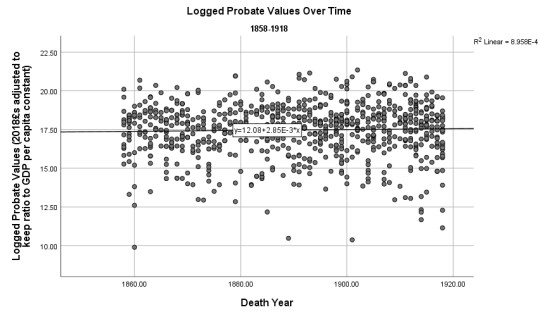 Logged Probate Values Over Time
1858-1918
R2 Linear = 8.958E-4
Logged Probate Values (2018£s adjusted to
keep ratio to GDP per capita constant)
22.50
20.00
17.50
15.00
12.50
10.00
y=12.08+2.85E-3*x
1860.00
1880.00
1900.00
1920.00
Death Year